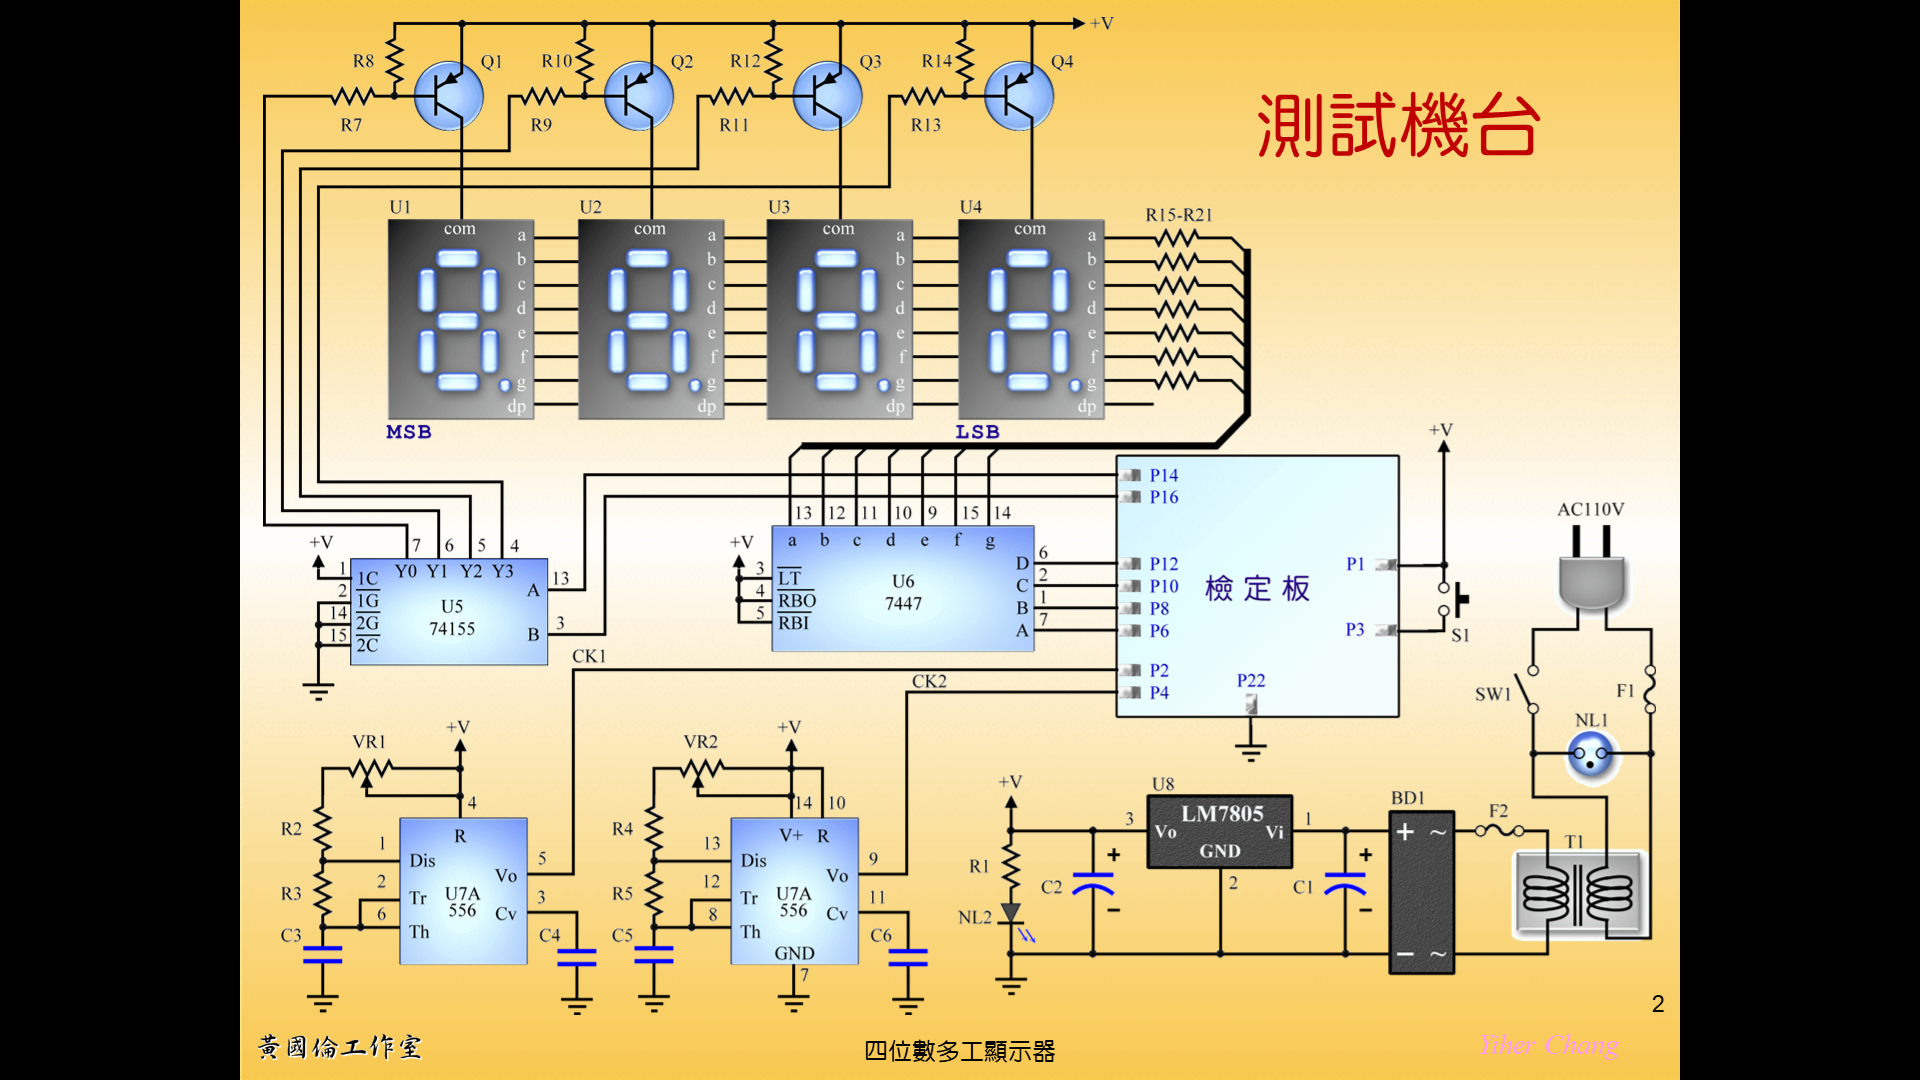 +V
R8 Q1 R10 Q2 R12 Q3 R14 Q4
R7 R9 R11 R13
測試機台
U1 U2 U3 U4 R15-R21
com com com com
a a a a
b b b b
c c c c
d d d d
e e e e
f f f f
g g g g
dp dp dp dp
MSB LSB
+V
P14
P16
13 12 11 10 9 15 14
a b c d e f g
AC110V
+V 7 6 5 4
Y0 Y1 Y2 Y3
1 1C
2 1G
14 2G
15 2C
U5
74155
A 13
B 3
+V
3 LT
4 RBO
5 RBI
U6
7447
D 6
C 2
B 1
A 7
P12
P10
P8
P6
檢定板
P1
P3
S1
CK1
P2
CK2
P4
P22
SW1 F1
NL1
+V
VR1
4
R
R2
1 Dis
R3
2 Tr
6 Th
U7A
556
Vo 5
Cv 3
C3 C4
+V
VR2
14 10
V+ R
R4
13 Dis
R5
12 Tr
8 Th
U7A
556
Vo 9
Cv 11
GND
7
C5 C6
+V
U8
LM7805
3 Vo Vi 1
GND
2
R1
C2 + −
C1 + −
NL2
BD1
+ ~
− ~
F2
T1
2
黃國倫工作室
四位數多工顯示器
Yiher Chang